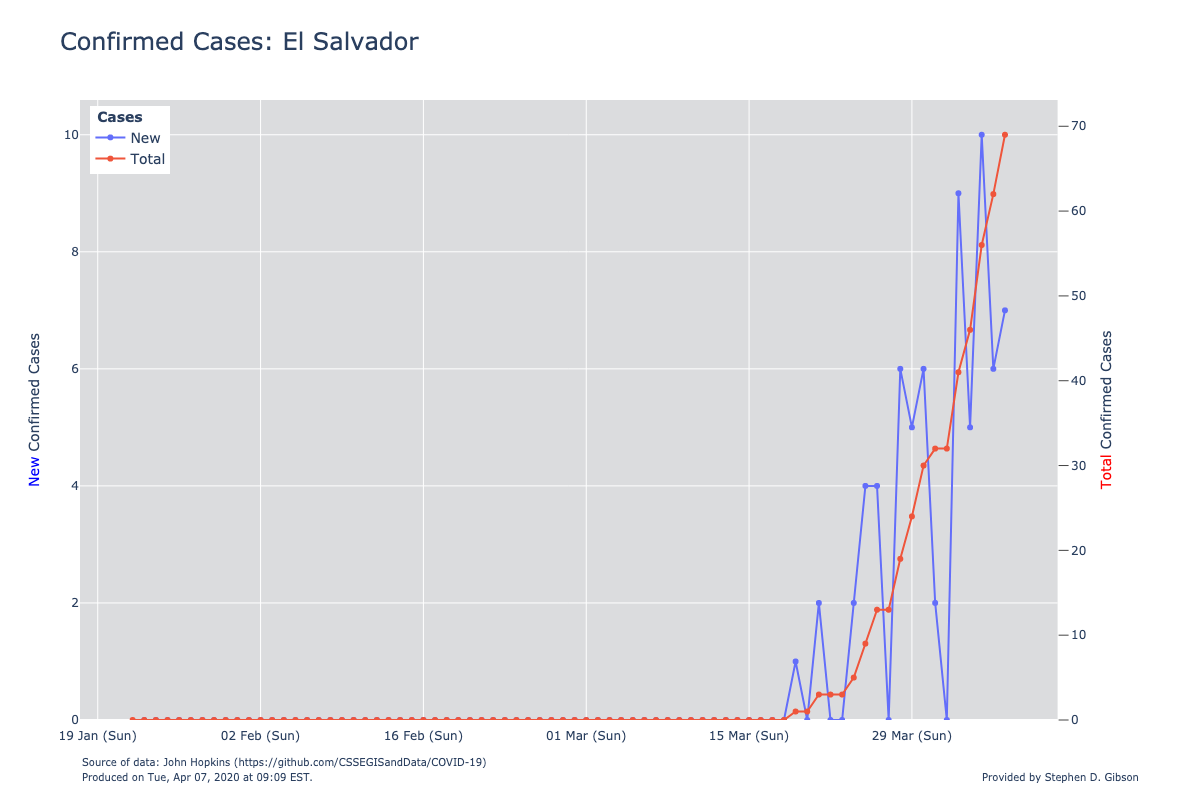 Confirmed Cases: El Salvador
Cases
New
Total
10
8
6
4
2
0
70
60
50
40
30
20
10
0
New Confirmed Cases
Total Confirmed Cases
19 Jan (Sun)
02 Feb (Sun)
16 Feb (Sun)
01 Mar (Sun)
15 Mar (Sun)
29 Mar (Sun)
Source of data: John Hopkins (https://github.com/CSSEGISandData/COVID-19)
Produced on Tue, Apr 07, 2020 at 09:09 EST.
Provided by Stephen D. Gibson